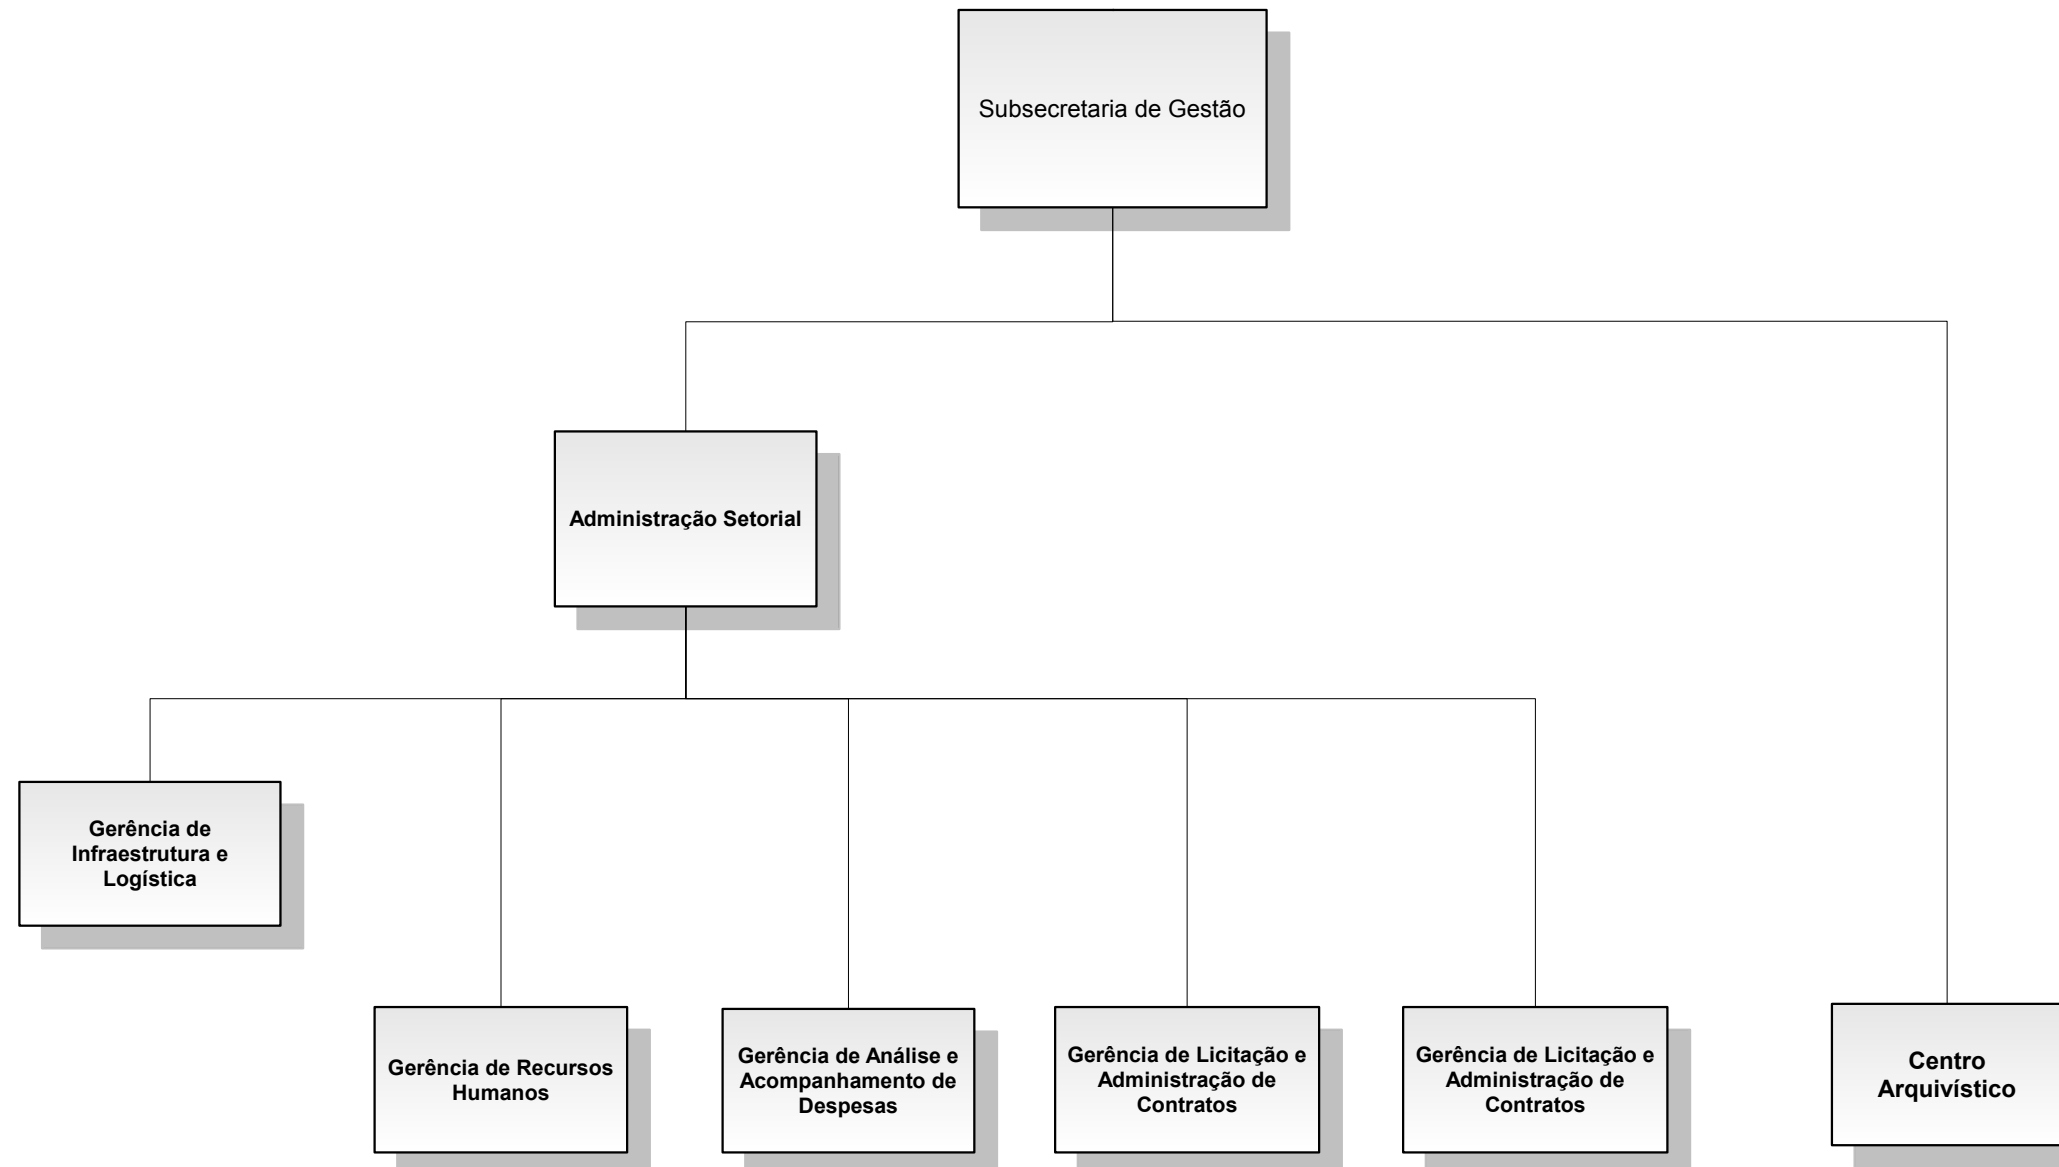 Subsecretaria de Gestão
Administração Setorial
Gerência de
Infraestrutura e
Logística
Gerência de Recursos
Humanos
Gerência de Análise e
Acompanhamento de
Despesas
Gerência de Licitação e
Administração de
Contratos
Gerência de Licitação e
Administração de
Contratos
Centro
Arquivístico